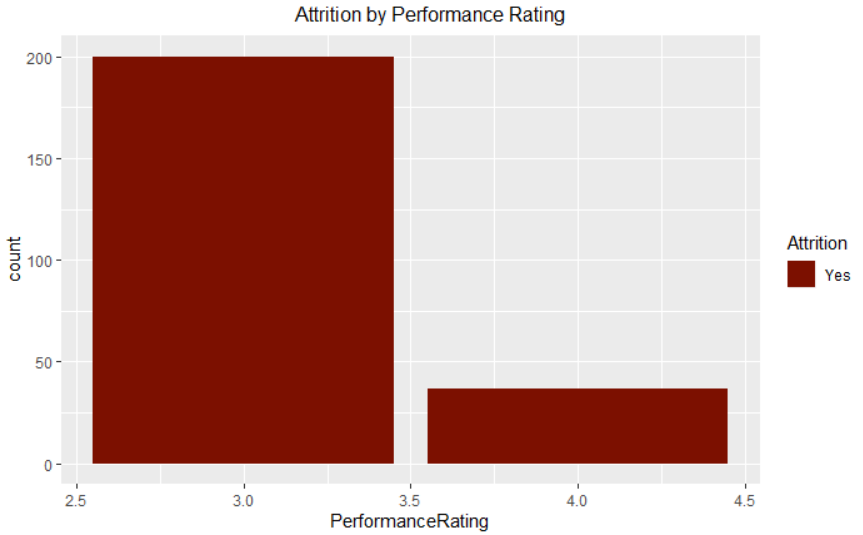 Attrition by Performance Rating
200
150
100
50
0
count
2.5 3.0 3.5 4.0 4.5
PerformanceRating
Attrition
Yes